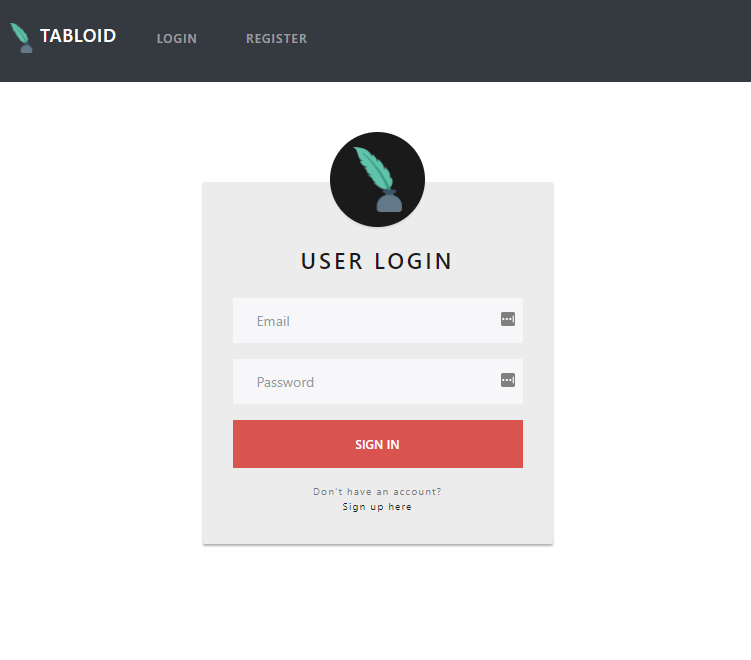 TABLOID
LOGIN
REGISTER
USER LOGIN
Email
Password
SIGN IN
Don't have an account?
Sign up here